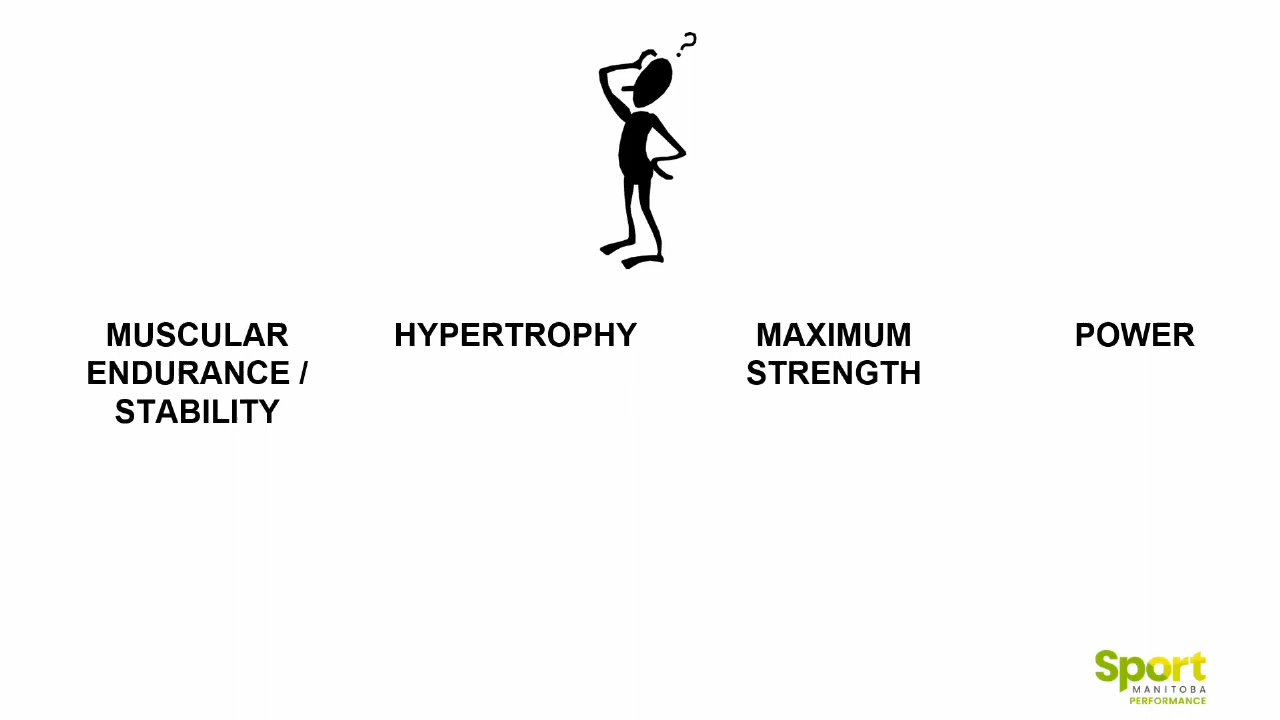 ?
MUSCULAR
ENDURANCE /
STABILITY
HYPERTROPHY
MAXIMUM
STRENGTH
POWER
Sport
MANITOBA
PERFORMANCE